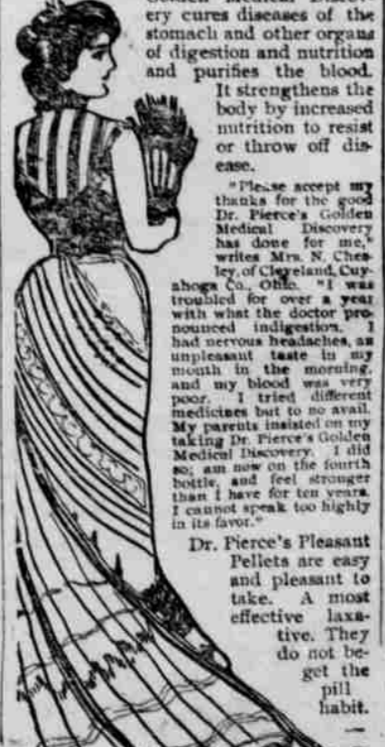 Golden Medical Discov-
ery cures diseases of the
stomach and other organs
of digestion and nutrition
and purifies the blood.
It strengthens the
body by increased
nutrition to resist
or throw off dis-
ease.
"Please accept my
thanks for the good
Dr. Pierce's Golden
Medical Discovery
has done for me,"
writes Mrs. N. Ches-
ley, of Cleveland, Cuy-
ahoga Co., Ohio. "I was
troubled for over a year
with what the doctor pro-
nounced indigestion. I
had nervous headaches, an
unpleasant taste in my
mouth in the morning,
and my blood was very
poor. I tried different
medicines but to no avail.
My parents insisted on my
taking Dr. Pierce's Golden
Medical Discovery. I did
so; am now on the fourth
bottle, and feel stronger
than I have for ten years.
I cannot speak too highly
in its favor."
Dr. Pierce's Pleasant
Pellets are easy
and pleasant to
take. A most
effective laxa-
tive. They
do not be-
get the
pill
habit.